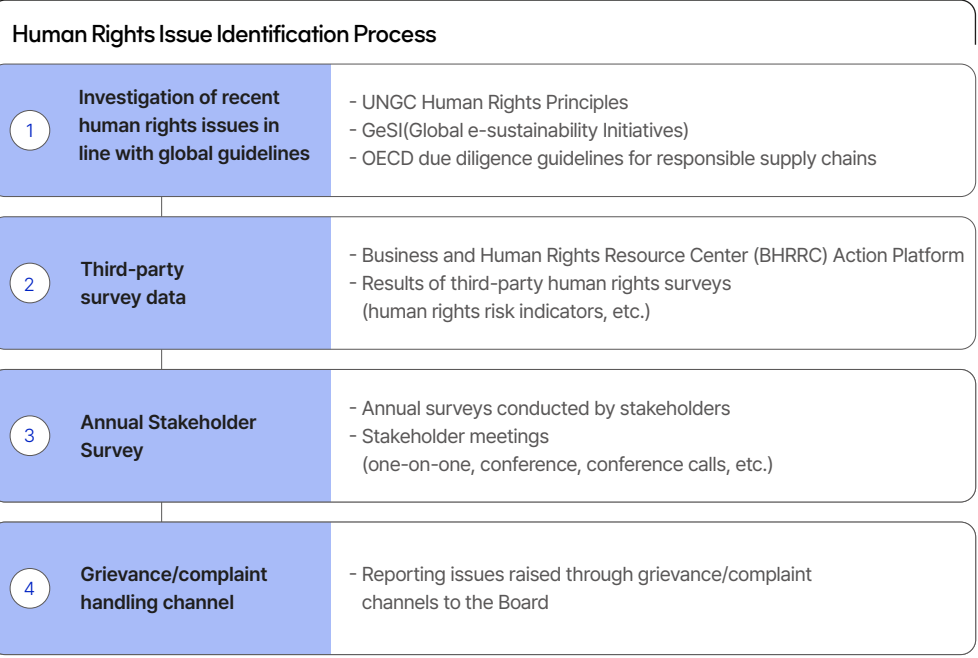 Human Rights Issue Identification Process
1
Investigation of recent
human rights issues in
line with global guidelines
- UNGC Human Rights Principles
- GeSI(Global e-sustainability Initiatives)
- OECD due diligence guidelines for responsible supply chains
2
Third-party
survey data
- Business and Human Rights Resource Center (BHRRC) Action Platform
- Results of third-party human rights surveys
(human rights risk indicators, etc.)
3
Annual Stakeholder
Survey
- Annual surveys conducted by stakeholders
- Stakeholder meetings
(one-on-one, conference, conference calls, etc.)
4
Grievance/complaint
handling channel
- Reporting issues raised through grievance/complaint
channels to the Board